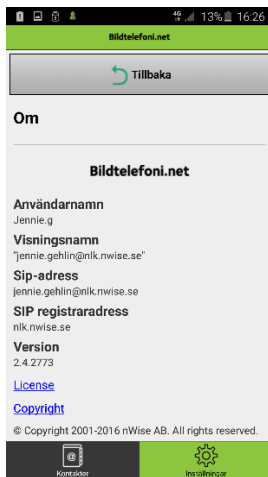 4G 13% 16:26
Bildtelefoni.net
Tillbaka
Om
Bildtelefoni.net
Användarnamn
Jennie.g
Visningsnamn
"jennie.gehlin@nlk.nwise.se"
Sip-adress
jennie.gehlin@nlk.nwise.se
SIP registraradress
nlk.nwise.se
Version
2.4.2773
License
Copyright
© Copyright 2001-2016 nWise AB. All rights reserved.
Kontakter
Inställningar